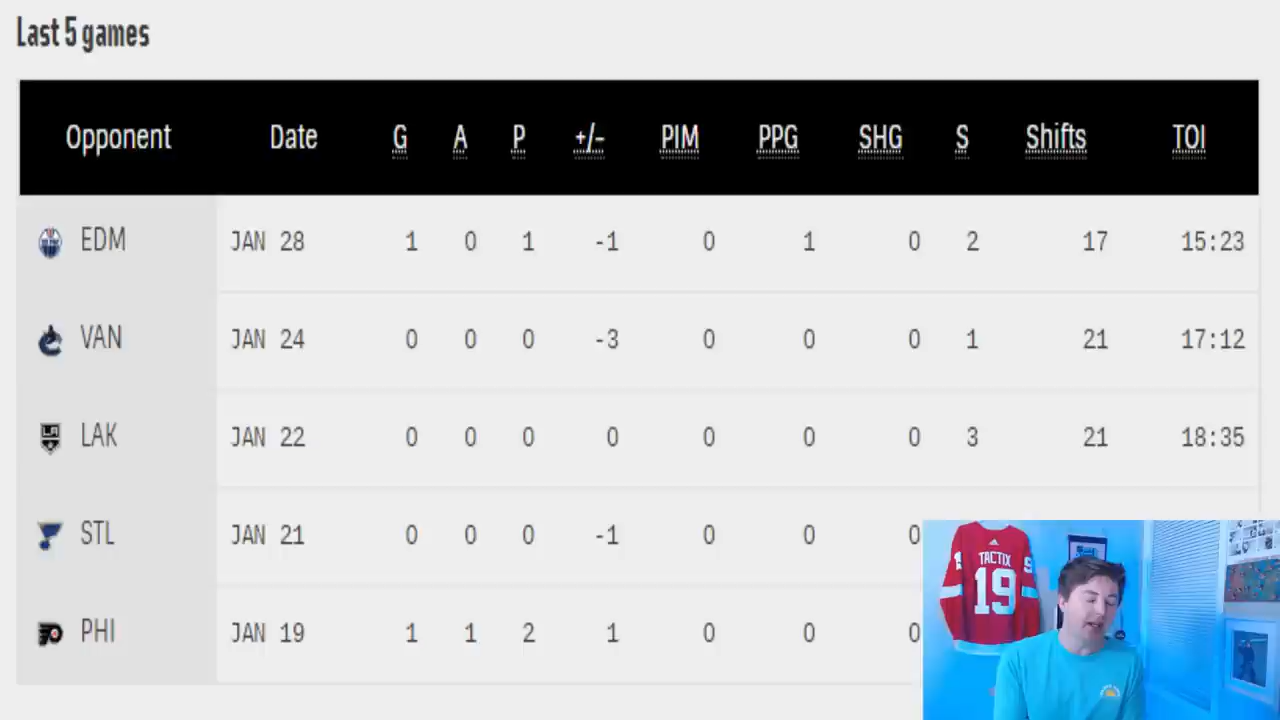 Last 5 games
Opponent Date G A P +/- PIM PPG SHG S Shifts TOI
EDM JAN 28 1 0 1 -1 0 1 0 2 17 15:23
VAN JAN 24 0 0 0 -3 0 0 0 1 21 17:12
LAK JAN 22 0 0 0 0 0 0 0 3 21 18:35
STL JAN 21 0 0 0 -1 0 0 0
PHI JAN 19 1 1 2 1 0 0 0
TACTIX
19